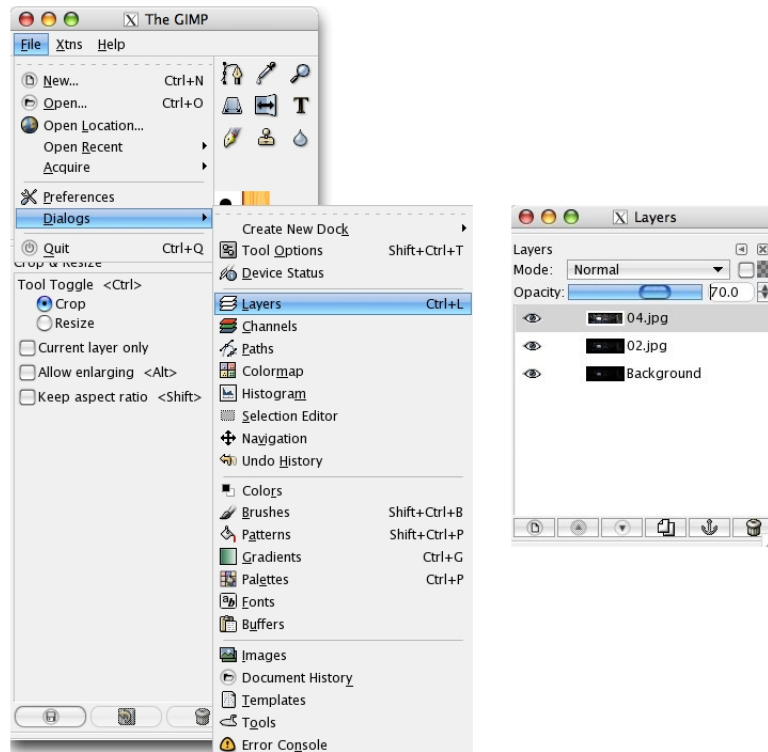 The GIMP
File Xtns Help
New... Ctrl+N
Open... Ctrl+O
Open Location...
Open Recent
Acquire
Preferences
Dialogs
Quit Ctrl+Q
Crop & Resize
Tool Toggle <Ctrl>
Crop
Resize
Current layer only
Allow enlarging <Alt>
Keep aspect ratio <Shift>
T
Create New Dock
Tool Options Shift+Ctrl+T
Device Status
Layers Ctrl+L
Channels
Paths
Colormap
Histogram
Selection Editor
Navigation
Undo History
Colors
Brushes Shift+Ctrl+B
Patterns Shift+Ctrl+P
Gradients Ctrl+G
Palettes Ctrl+P
Fonts
Buffers
Images
Document History
Templates
Tools
Error Console
Layers
Layers
Mode: Normal
Opacity: 70.0
04.jpg
02.jpg
Background